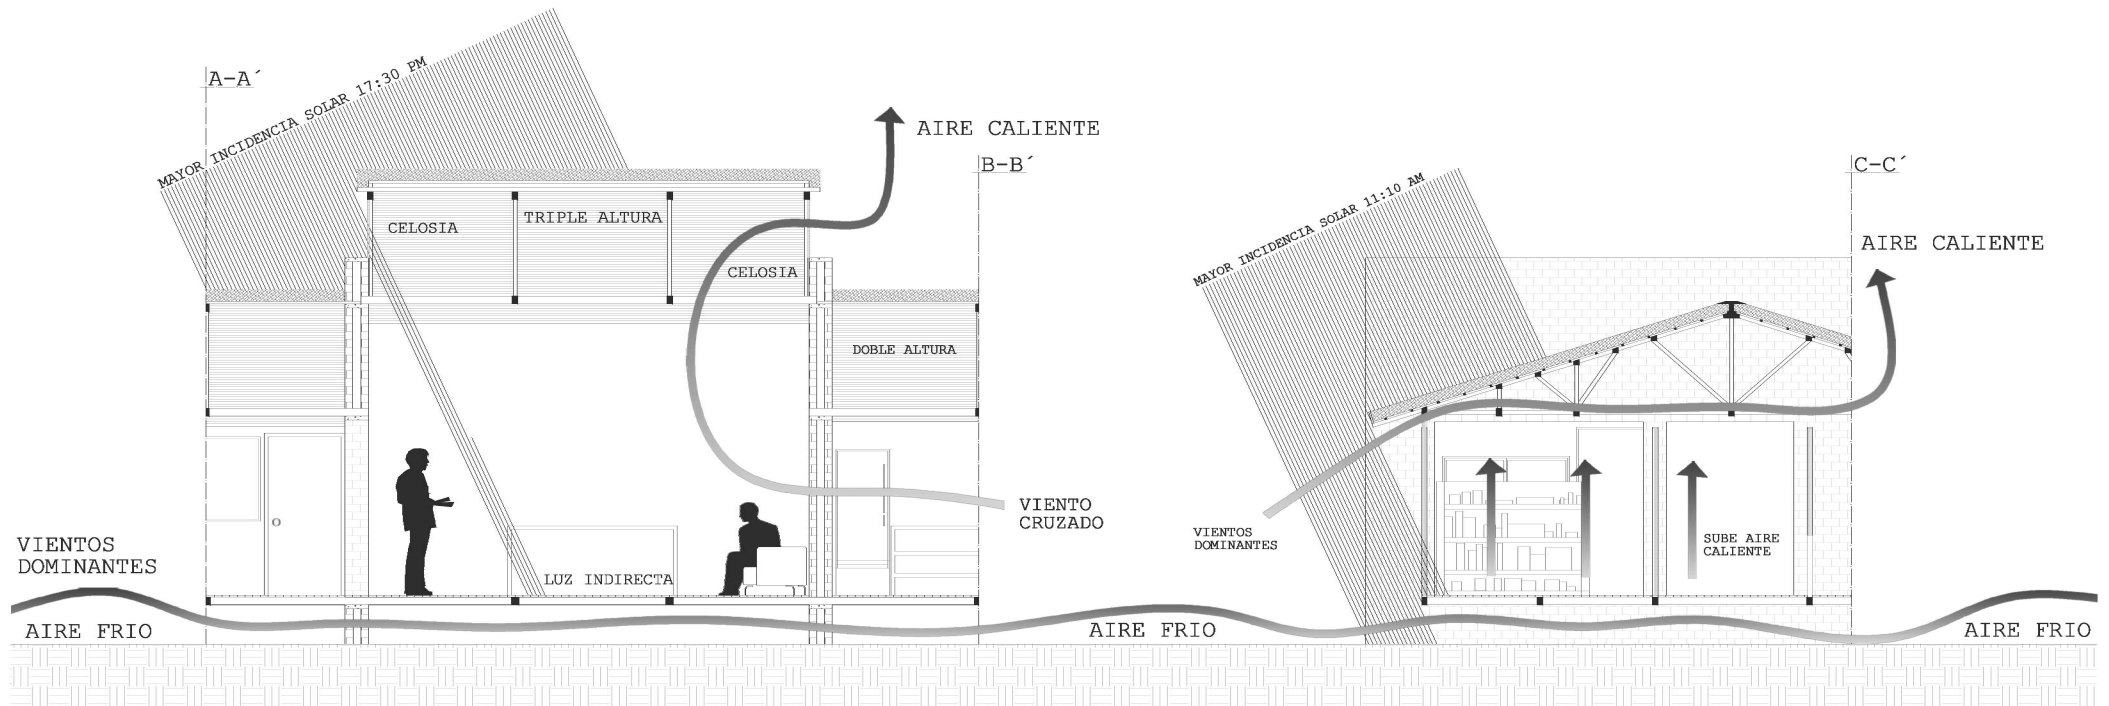 A-A´
MAYOR INCIDENCIA SOLAR 17:30 PM
AIRE CALIENTE
B-B´
CELOSIA
TRIPLE ALTURA
CELOSIA
DOBLE ALTURA
VIENTO
CRUZADO
VIENTOS
DOMINANTES
LUZ INDIRECTA
AIRE FRIO
C-C´
MAYOR INCIDENCIA SOLAR 11:10 AM
AIRE CALIENTE
VIENTOS
DOMINANTES
SUBE AIRE
CALIENTE
AIRE FRIO
AIRE FRIO